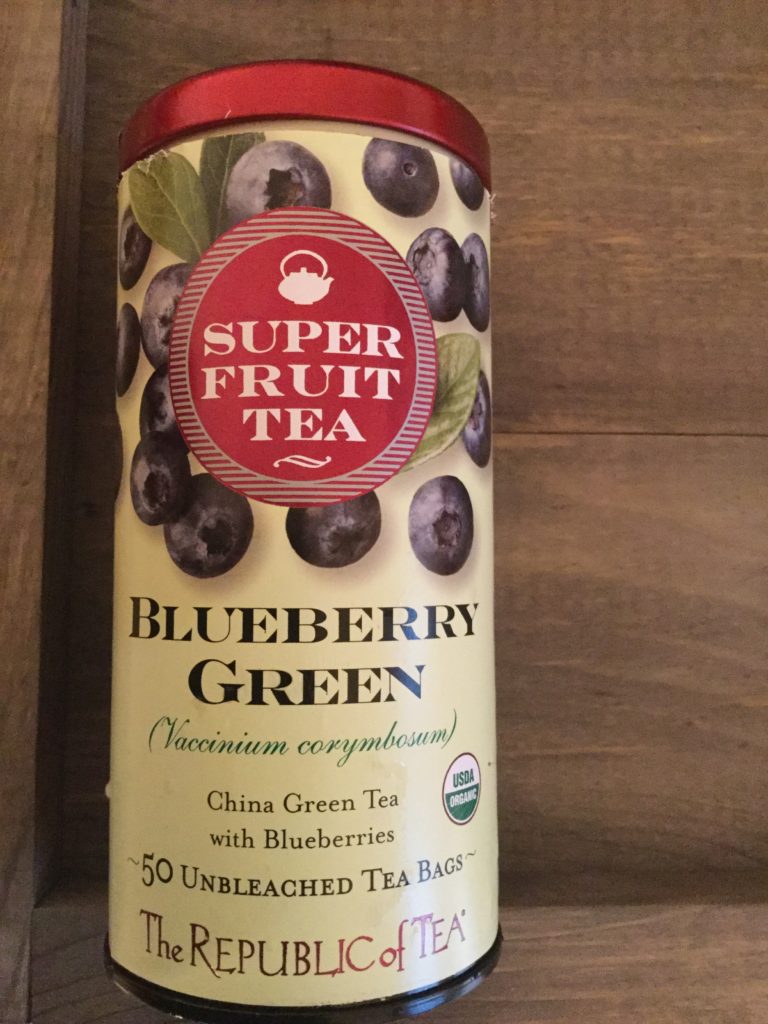 SUPER
FRUIT
TEA
BLUEBERRY
GREEN
(Vaccinium corymbosum)
USDA
ORGANIC
China Green Tea
with Blueberries
~50 UNBLEACHED TEA BAGS~
The REPUBLIC of TEA®